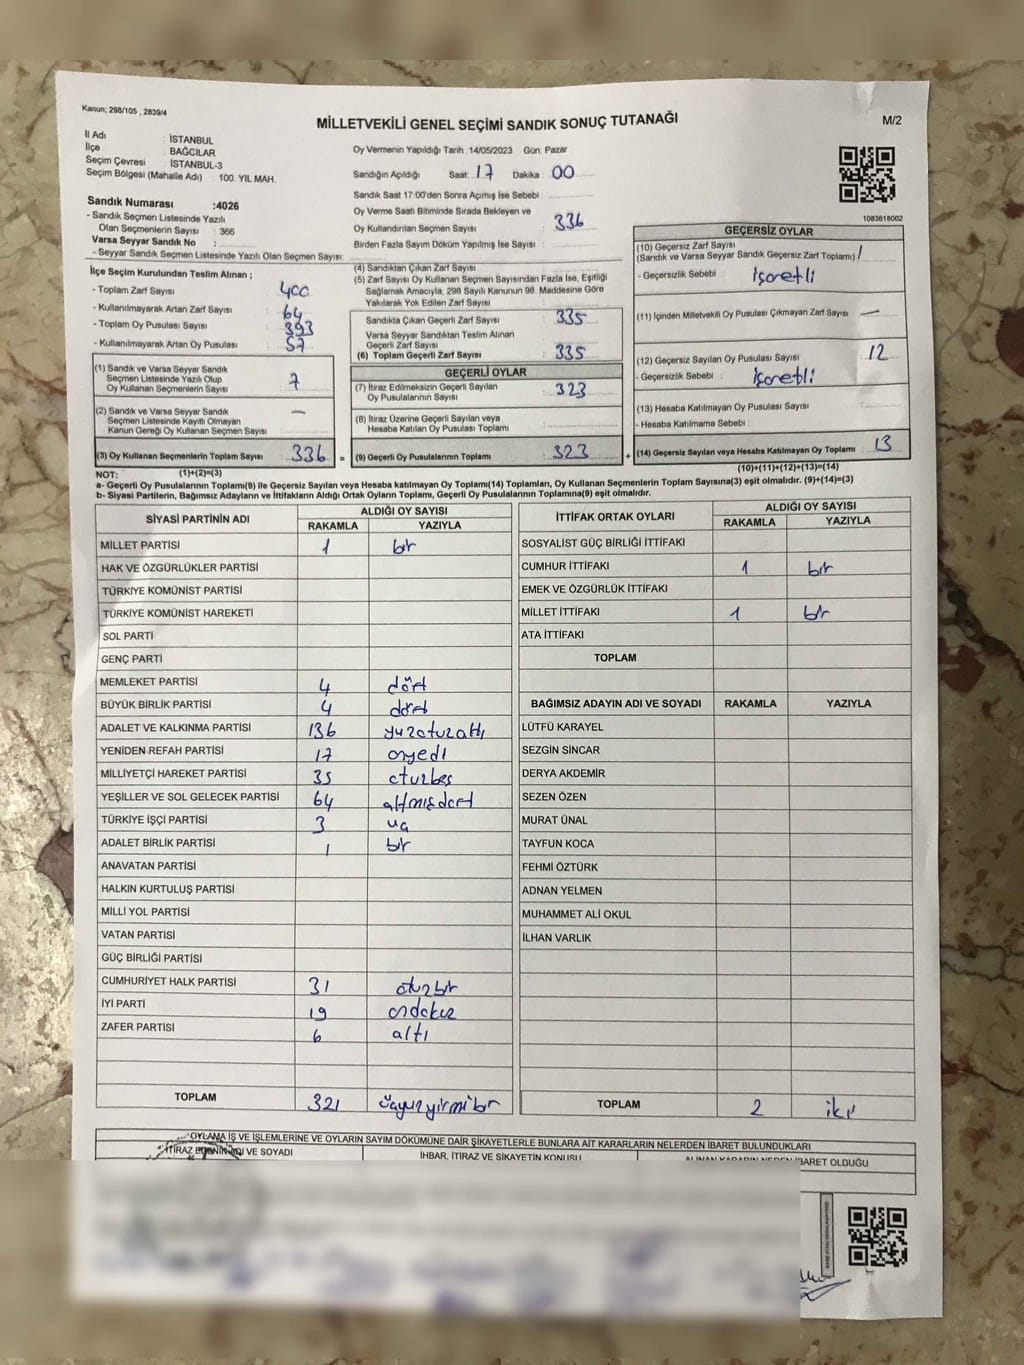 Kanun; 298/105 , 2839/4
MİLLETVEKİLİ GENEL SEÇİMİ SANDIK SONUÇ TUTANAĞI
M/2
İl Adı : İSTANBUL
İlçe : BAĞCILAR
Seçim Çevresi : İSTANBUL-3
Seçim Bölgesi (Mahalle Adı) : 100. YIL MAH.
Sandık Numarası :4026
- Sandık Seçmen Listesinde Yazılı
Olan Seçmenlerin Sayısı : 366
Varsa Seyyar Sandık No :
- Seyyar Sandık Seçmen Listesinde Yazılı Olan Seçmen Sayısı:
Oy Vermenin Yapıldığı Tarih :14/05/2023 Gün: Pazar
Sandığın Açıldığı Saat: 17 Dakika: 00
Sandık Saat 17:00'den Sonra Açımış İse Sebebi :
Oy Verme Saati Bitiminde Sırada Bekleyen ve
Oy Kullandırılan Seçmen Sayısı : 336
Birden Fazla Sayım Döküm Yapılmış İse Sayısı :
1083618002
İlçe Seçim Kurulundan Teslim Alınan ;
- Toplam Zarf Sayısı : 400
- Kullanılmayarak Artan Zarf Sayısı : 64
- Toplam Oy Pusulası Sayısı : 393
- Kullanılmayarak Artan Oy Pusulası : 57
(1) Sandık ve Varsa Seyyar Sandık
Seçmen Listesinde Yazılı Olup
Oy Kullanan Seçmenlerin Sayısı : 7
(2) Sandık ve Varsa Seyyar Sandık
Seçmen Listesinde Kayıtlı Olmayan
Kanun Gereği Oy Kullanan Seçmen Sayısı : —
(3) Oy Kullanan Seçmenlerin Toplam Sayısı : 336 =
(4) Sandıktan Çıkan Zarf Sayısı :
(5) Zarf Sayısı Oy Kullanan Seçmen Sayısından Fazla İse, Eşitliği
Sağlamak Amacıyla, 298 Sayılı Kanunun 98. Maddesine Göre
Yakılarak Yok Edilen Zarf Sayısı :
Sandıkta Çıkan Geçerli Zarf Sayısı : 335
Varsa Seyyar Sandıktan Teslim Alınan
Geçerli Zarf Sayısı :
(6) Toplam Geçerli Zarf Sayısı : 335
GEÇERLİ OYLAR
(7) İtiraz Edilmeksizin Geçerli Sayılan
Oy Pusulalarının Sayısı : 323
(8) İtiraz Üzerine Geçerli Sayılan veya
Hesaba Katılan Oy Pusulası Toplamı :
(9) Geçerli Oy Pusulalarının Toplamı : 323 +
GEÇERSİZ OYLAR
(10) Geçersiz Zarf Sayısı
(Sandık ve Varsa Seyyar Sandık Geçersiz Zarf Toplamı) 1
- Geçersizlik Sebebi : İşaretli
(11) İçinden Milletvekili Oy Pusulası Çıkmayan Zarf Sayısı : —
(12) Geçersiz Sayılan Oy Pusulası Sayısı : 12
- Geçersizlik Sebebi : İşaretli
(13) Hesaba Katılmayan Oy Pusulası Sayısı :
- Hesaba Katılmama Sebebi :
(14) Geçersiz Sayılan veya Hesaba Katılmayan Oy Toplamı : 13
NOT: (1)+(2)=(3)
(10)+(11)+(12)+(13)=(14)
a- Geçerli Oy Pusulalarının Toplamı(9) ile Geçersiz Sayılan veya Hesaba katılmayan Oy Toplamı(14) Toplamları, Oy Kullanan Seçmenlerin Toplam Sayısına(3) eşit olmalıdır. (9)+(14)=(3)
b- Siyasi Partilerin, Bağımsız Adayların ve İttifakların Aldığı Ortak Oyların Toplamı, Geçerli Oy Pusulalarının Toplamına(9) eşit olmalıdır.
SİYASİ PARTİNİN ADI ALDIĞI OY SAYISI
RAKAMLA YAZIYLA
MİLLET PARTİSİ 1 bir
HAK VE ÖZGÜRLÜKLER PARTİSİ
TÜRKİYE KOMÜNİST PARTİSİ
TÜRKİYE KOMÜNİST HAREKETİ
SOL PARTİ
GENÇ PARTİ
MEMLEKET PARTİSİ 4 dört
BÜYÜK BİRLİK PARTİSİ 4 dört
ADALET VE KALKINMA PARTİSİ 136 yüzotuzaltı
YENİDEN REFAH PARTİSİ 17 onyedi
MİLLİYETÇİ HAREKET PARTİSİ 35 otuzbeş
YEŞİLLER VE SOL GELECEK PARTİSİ 64 altmışdört
TÜRKİYE İŞÇİ PARTİSİ 3 üç
ADALET BİRLİK PARTİSİ 1 bir
ANAVATAN PARTİSİ
HALKIN KURTULUŞ PARTİSİ
MİLLİ YOL PARTİSİ
VATAN PARTİSİ
GÜÇ BİRLİĞİ PARTİSİ
CUMHURİYET HALK PARTİSİ 31 otuzbir
İYİ PARTİ 19 ondokuz
ZAFER PARTİSİ 6 altı
TOPLAM 321 üçyüzyirmibir
İTTİFAK ORTAK OYLARI ALDIĞI OY SAYISI
RAKAMLA YAZIYLA
SOSYALİST GÜÇ BİRLİĞİ İTTİFAKI
CUMHUR İTTİFAKI 1 bir
EMEK VE ÖZGÜRLÜK İTTİFAKI
MİLLET İTTİFAKI 1 bir
ATA İTTİFAKI
TOPLAM
BAĞIMSIZ ADAYIN ADI VE SOYADI RAKAMLA YAZIYLA
LÜTFÜ KARAYEL
SEZGİN SİNCAR
DERYA AKDEMİR
SEZEN ÖZEN
MURAT ÜNAL
TAYFUN KOCA
FEHMİ ÖZTÜRK
ADNAN YELMEN
MUHAMMET ALİ OKUL
İLHAN VARLIK
TOPLAM 2 iki
OYLAMA İŞ VE İŞLEMLERİNE VE OYLARIN SAYIM DÖKÜMÜNE DAİR ŞİKAYETLERLE BUNLARA AİT KARARLARIN NELERDEN İBARET BULUNDUKLARI
İTİRAZ EDENİN ADI VE SOYADI İHBAR, İTİRAZ VE ŞİKAYETİN KONUSU ALINAN KARARIN NEDEN İBARET OLDUĞU